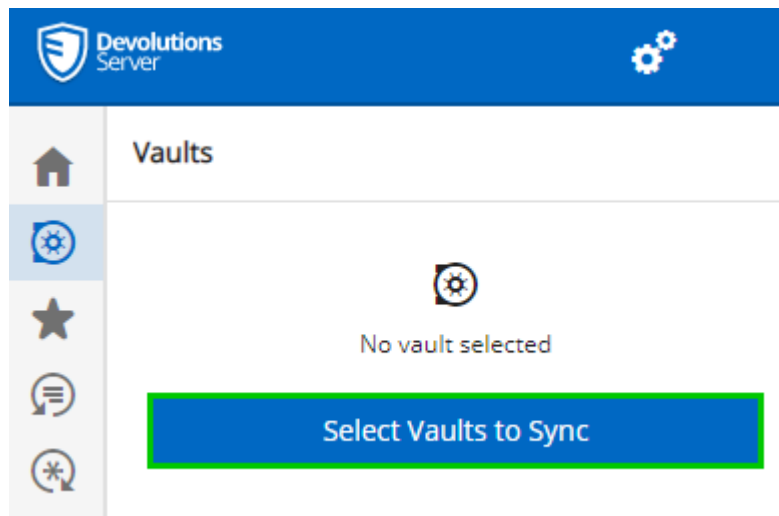 Devolutions
Server
Vaults
No vault selected
Select Vaults to Sync